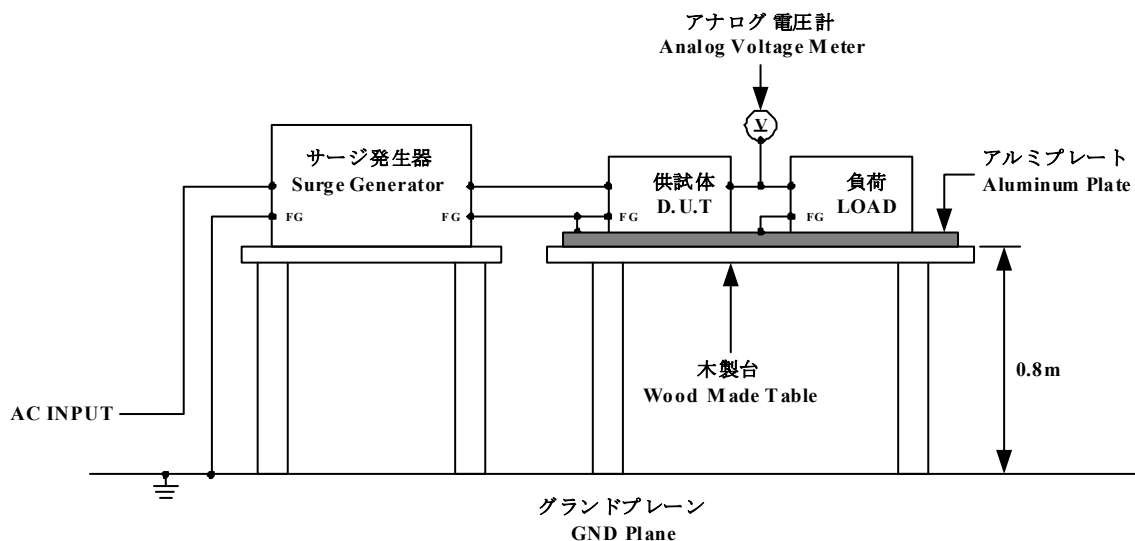 アナログ 電圧計
Analog Voltage Meter
V
サージ発生器
Surge Generator
FG
FG
供試体
D.U.T
FG
負荷
LOAD
FG
アルミプレート
Aluminum Plate
木製台
Wood Made Table
0.8m
AC INPUT
グランドプレーン
GND Plane